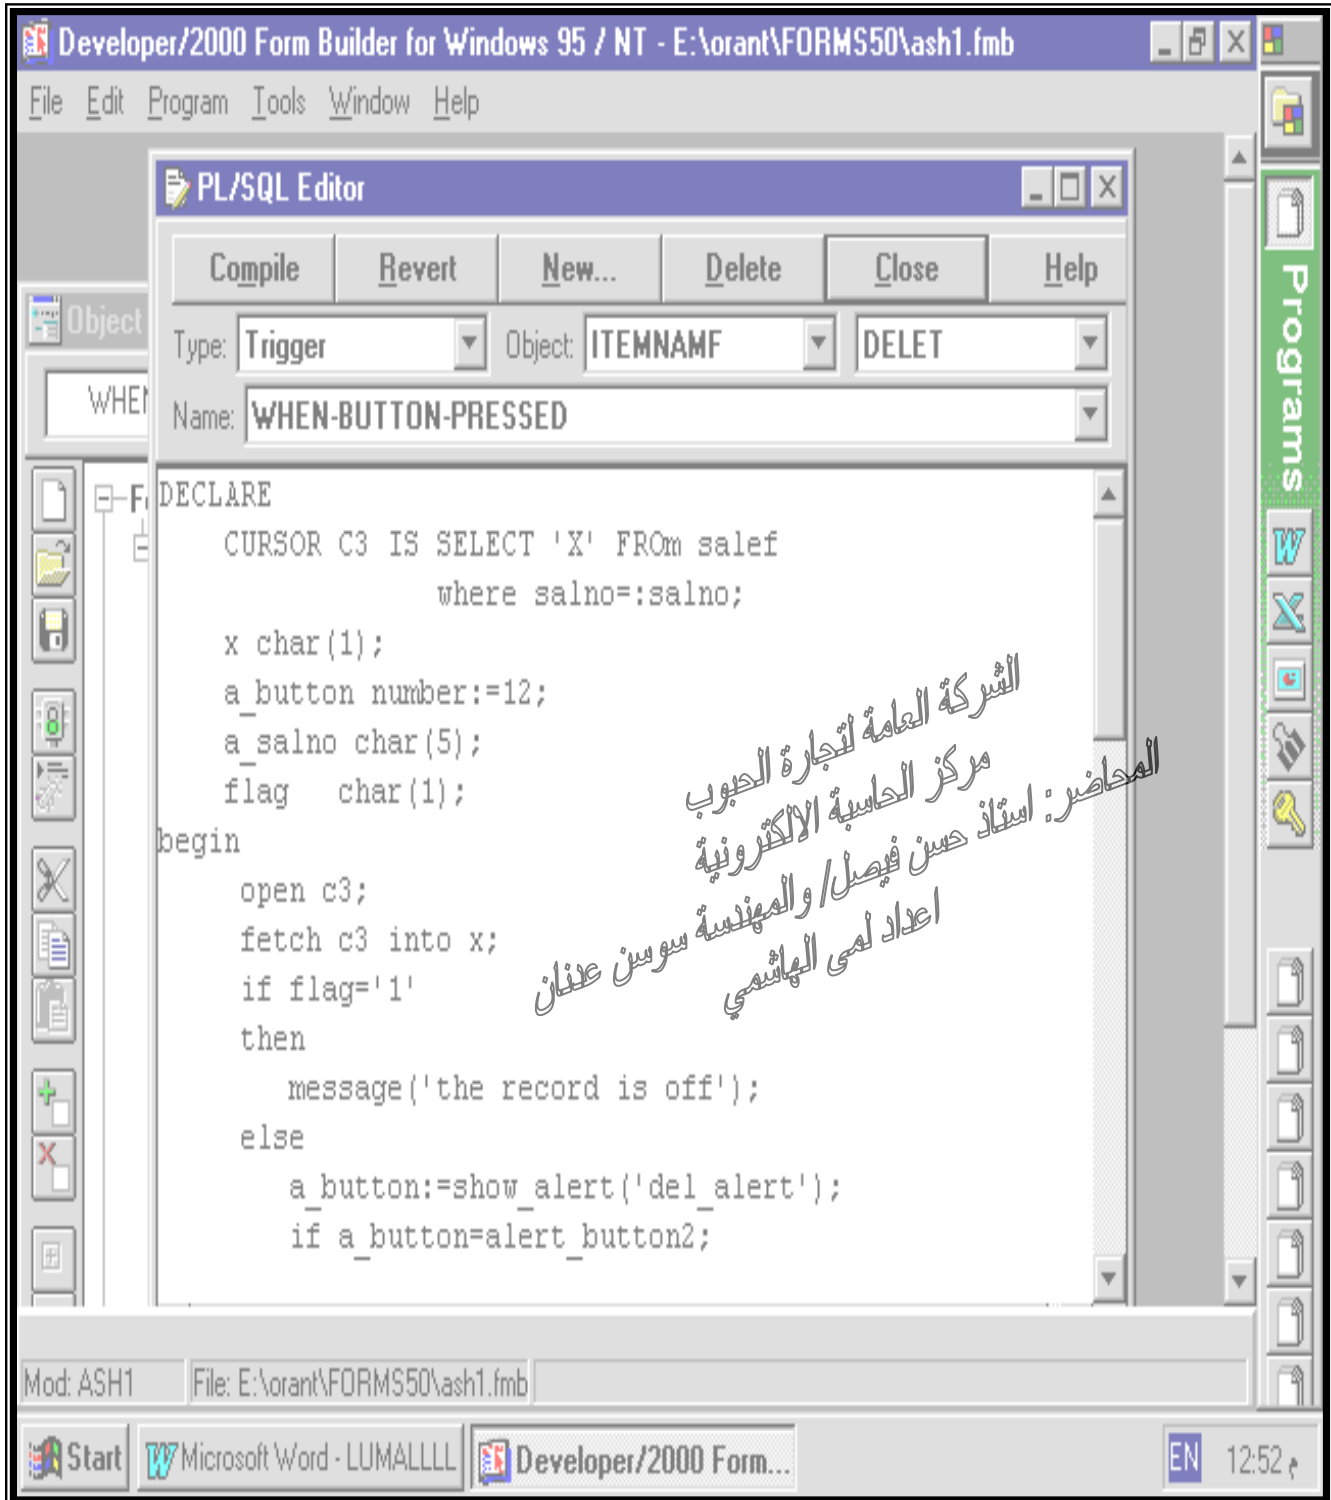 Developer/2000 Form Builder for Windows 95 / NT - E:\orant\FORMS50\ash1.fmb
File Edit Program Tools Window Help
PL/SQL Editor
Compile Revert New... Delete Close Help
Object
Type: Trigger Object: ITEMNAMF DELET
WHEN
Name: WHEN-BUTTON-PRESSED
Programs
DECLARE
CURSOR C3 IS SELECT 'X' FROm salef
where salno=:salno;
x char(1);
a_button number:=12;
a_salno char(5);
flag char(1);
begin
open c3;
fetch c3 into x;
if flag='1'
then
message('the record is off');
else
a_button:=show_alert('del_alert');
if a_button=alert_button2;
الشركة العامة لتجارة الحبوب
مركز الحاسبة الالكترونية
المحاضر: استاذ حسن فيصل/ والمهندسة سوسن عدنان
اعداد لمى الهاشمي
Mod: ASH1 File: E:\orant\FORMS50\ash1.fmb
Start Microsoft Word - LUMALLLL Developer/2000 Form... EN 12:52 م